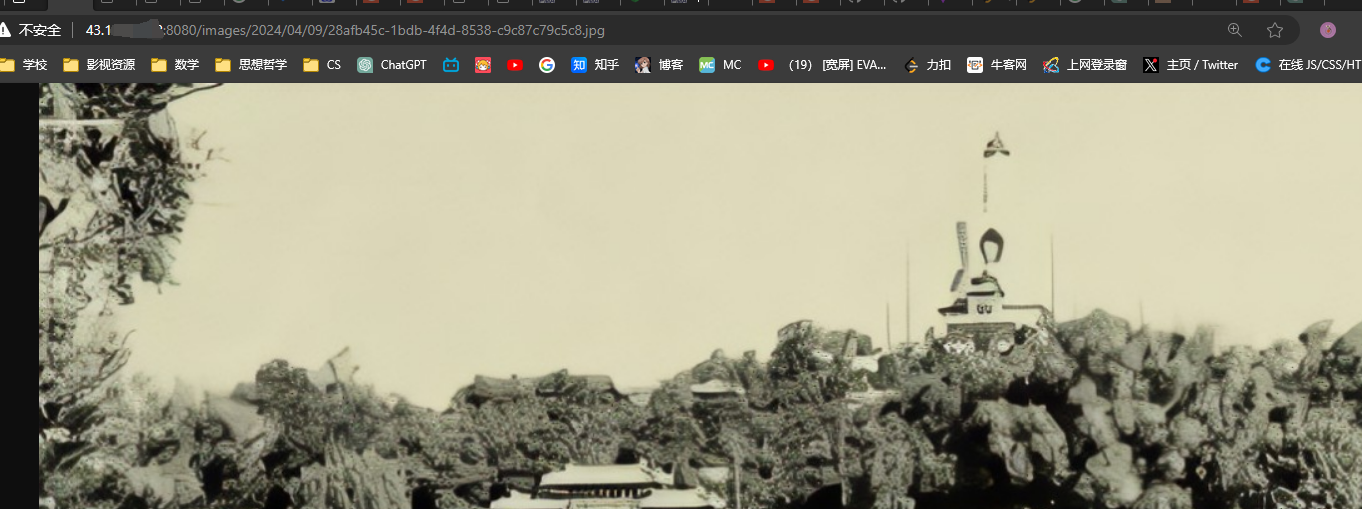 不安全 43.1 :8080/images/2024/04/09/28afb45c-1bdb-4f4d-8538-c9c87c79c5c8.jpg
学校 影视资源 数学 思想哲学 CS ChatGPT 知 知乎 博客 MC MC （19） [宽屏] EVA... 力扣 牛客网 上网登录窗 主页 / Twitter 在线 JS/CSS/HT